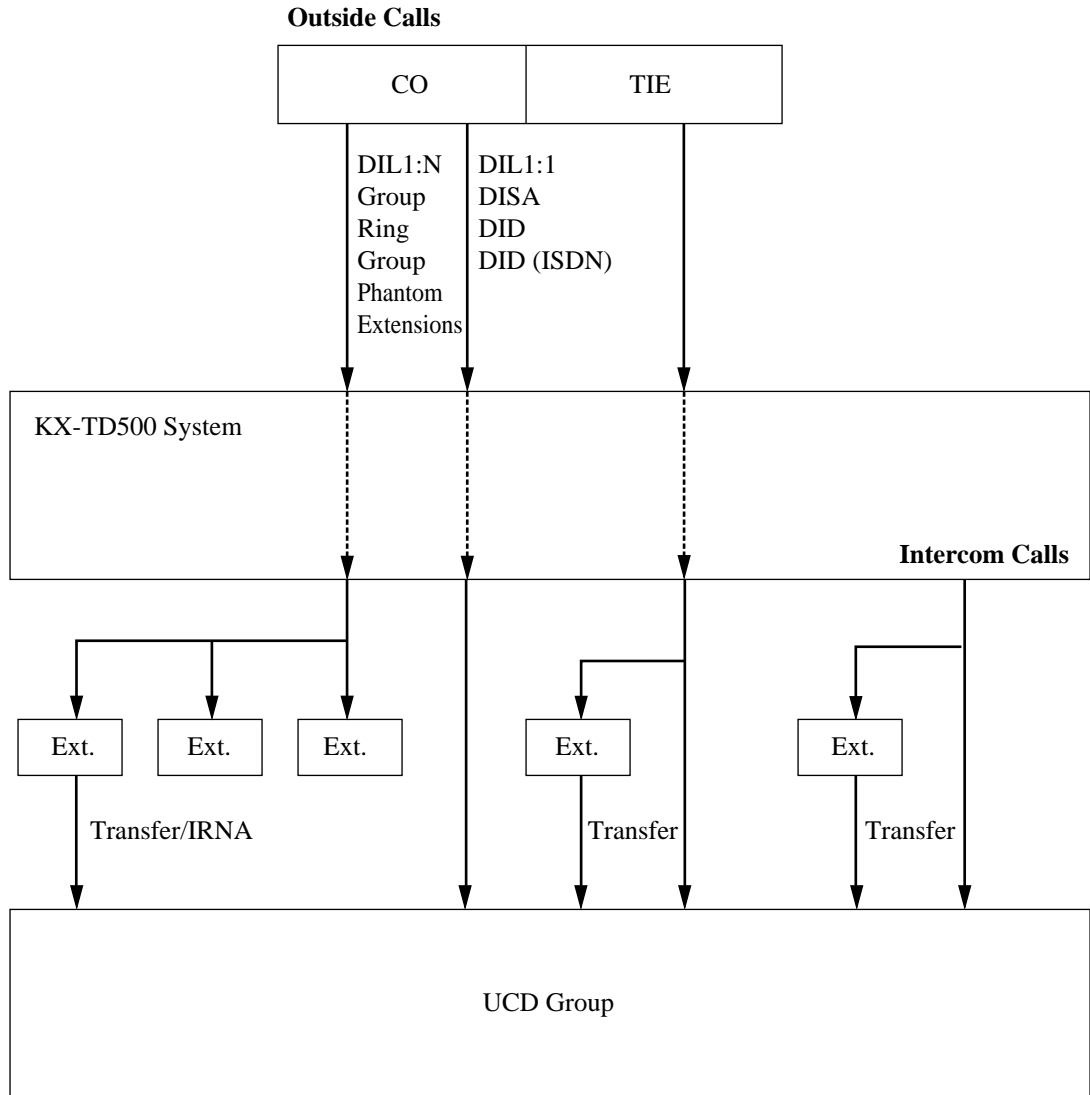 Outside Calls
CO
TIE
DIL1:N
Group
Ring
Group
Phantom
Extensions
DIL1:1
DISA
DID
DID (ISDN)
KX-TD500 System
Intercom Calls
Ext.
Ext.
Ext.
Ext.
Ext.
Transfer/IRNA
Transfer
Transfer
UCD Group